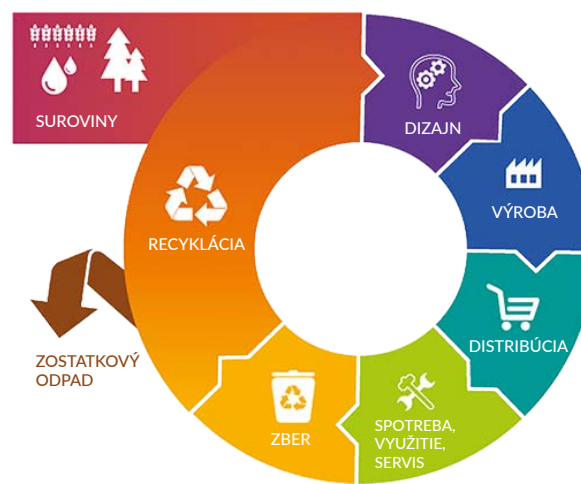 SUROVINY
DIZAJN
VÝROBA
DISTRIBÚCIA
SPOTREBA,
VYUŽITIE,
SERVIS
ZBER
RECYKLÁCIA
ZOSTATKOVÝ
ODPAD